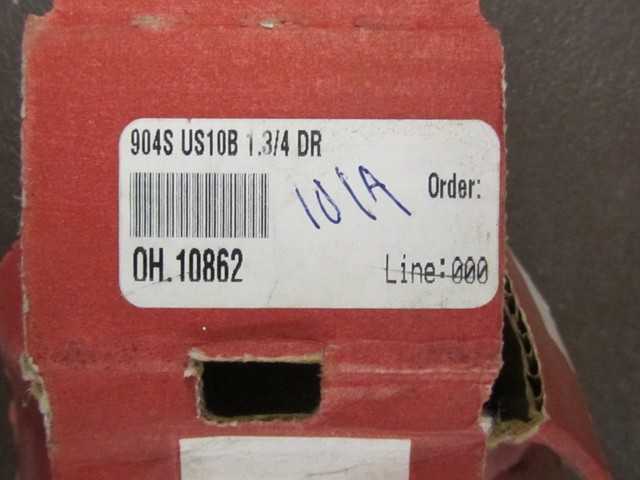 904S US10B 1.3/4 DR
101A
Order:
OH.10862
Line:000